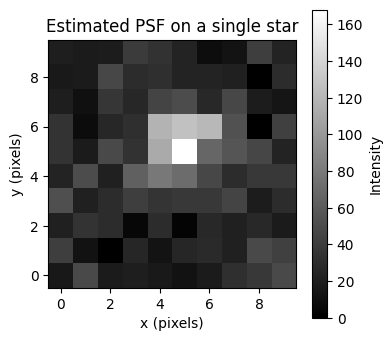 Estimated PSF on a single star
y (pixels)
8
6
4
2
0
0 2 4 6 8
x (pixels)
160
140
120
100
80
60
40
20
0
Intensity